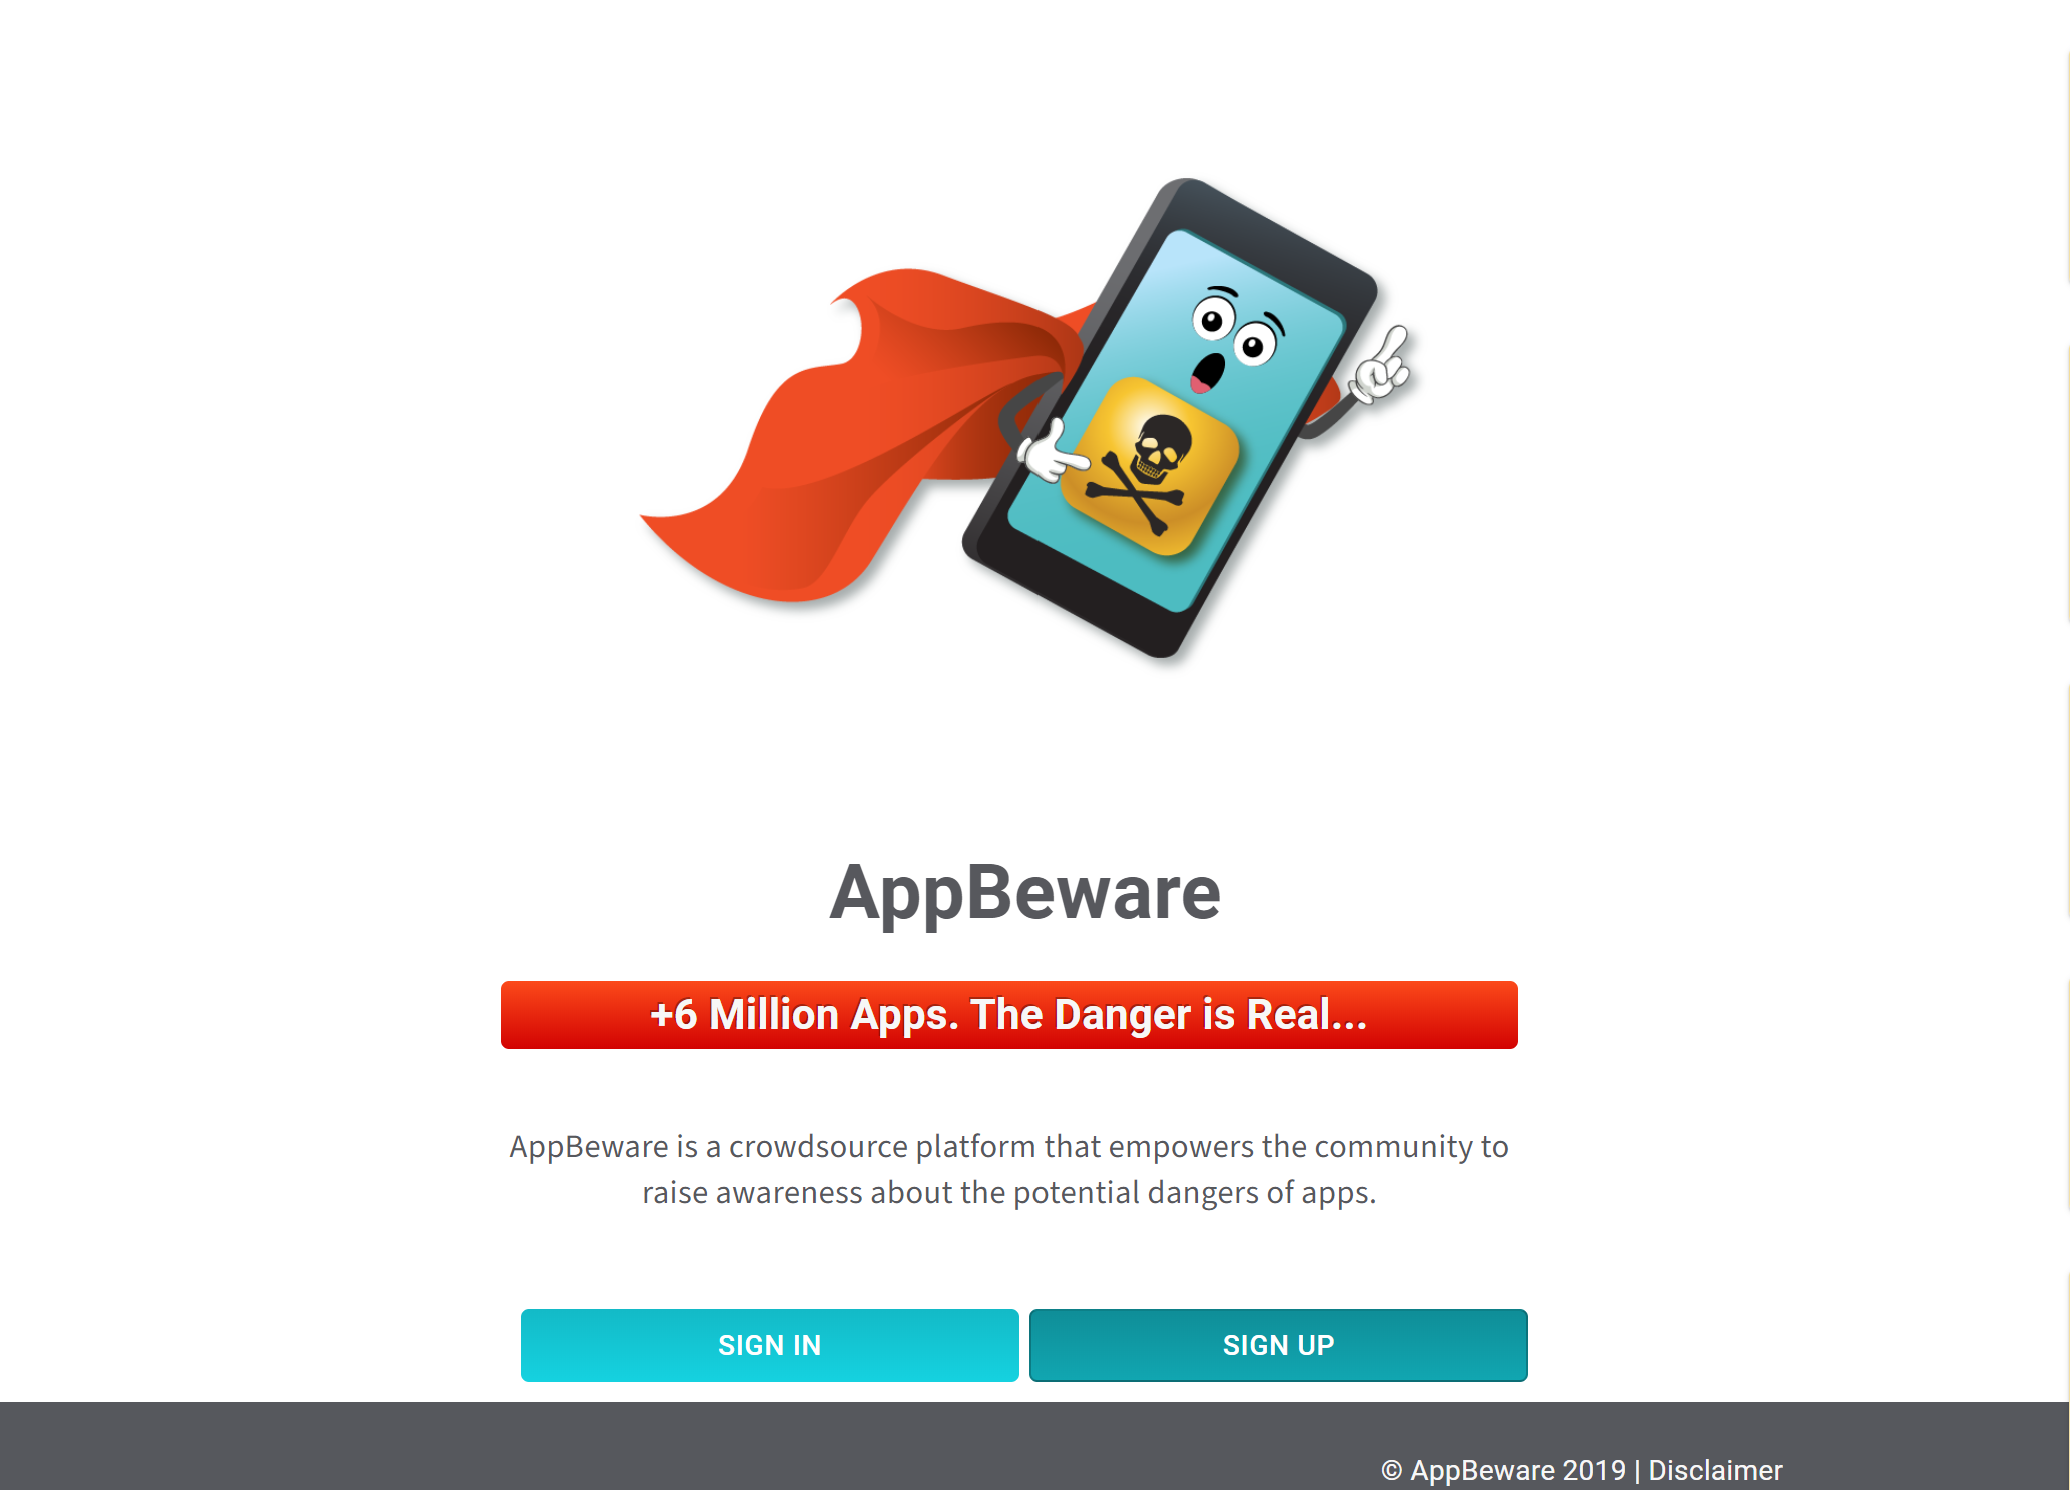 AppBeware
+6 Million Apps. The Danger is Real...
AppBeware is a crowdsource platform that empowers the community to
raise awareness about the potential dangers of apps.
SIGN IN
SIGN UP
© AppBeware 2019 | Disclaimer